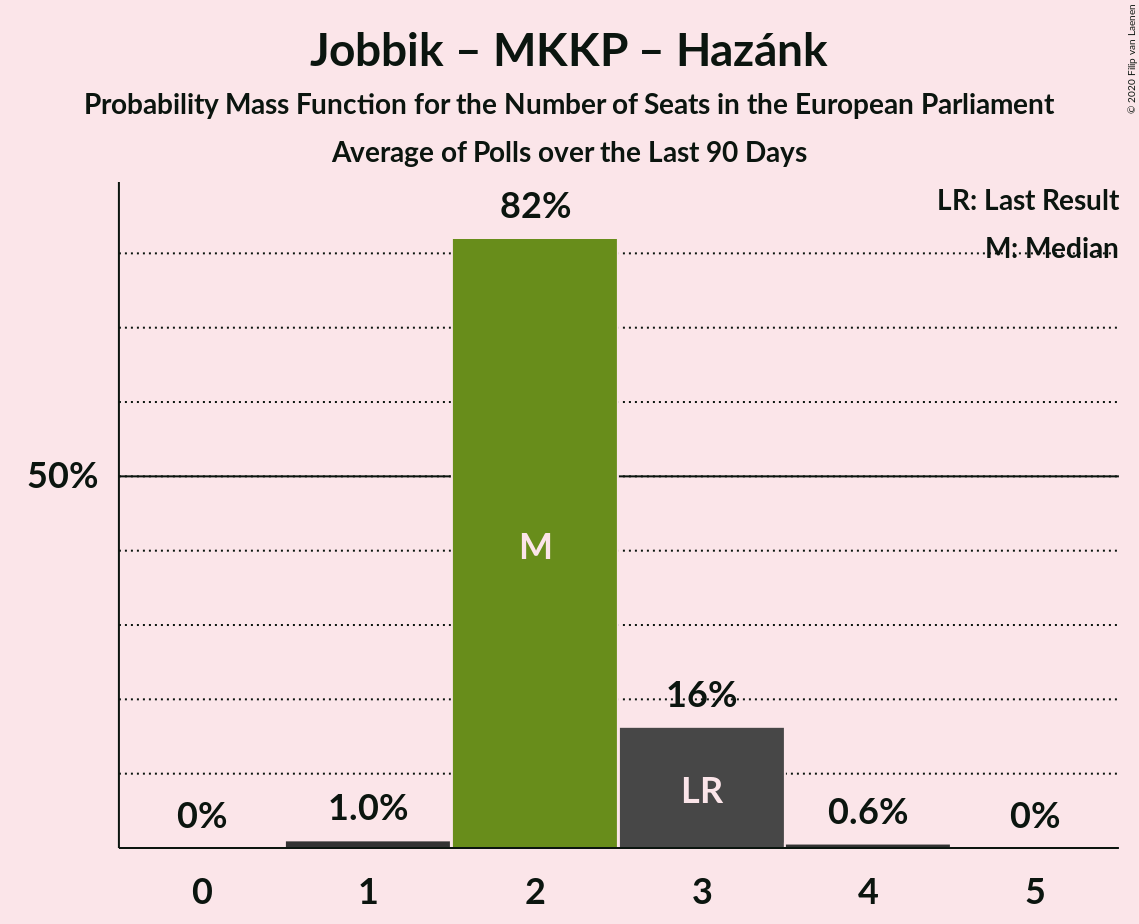 Jobbik – MKKP – Hazánk
Probability Mass Function for the Number of Seats in the European Parliament
Average of Polls over the Last 90 Days
© 2020 Filip van Laenen
LR: Last Result
M: Median
82%
50%
M
16%
LR
0%
1.0%
0.6%
0%
0 1 2 3 4 5